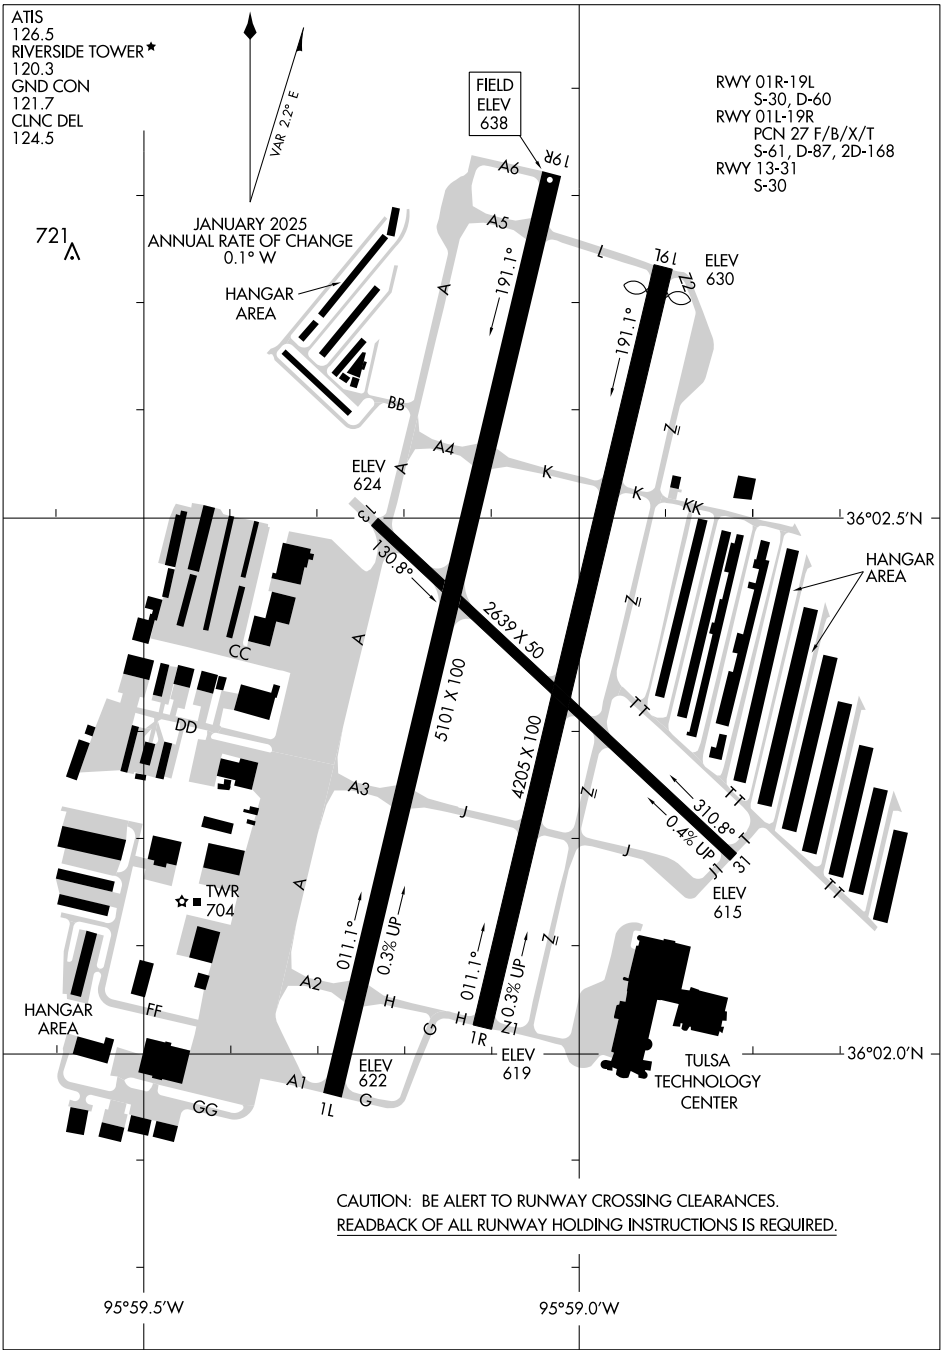 ATIS
126.5
RIVERSIDE TOWER★
120.3
GND CON
121.7
CLNC DEL
124.5
VAR 2.2° E
JANUARY 2025
ANNUAL RATE OF CHANGE
0.1° W
FIELD
ELEV
638
RWY 01R-19L
S-30, D-60
RWY 01L-19R
PCN 27 F/B/X/T
S-61, D-87, 2D-168
RWY 13-31
S-30
721
HANGAR
AREA
A6
19R
A5
L
19L
Z2
ELEV
630
A
191.1°
191.1°
BB
A4
K
K
KK
Z
A
ELEV
624
13
130.8°
36°02.5'N
HANGAR
AREA
2639 X 50
Z
CC
A
DD
5101 X 100
4205 X 100
TT
A3
J
Z
TT
310.8°
0.4% UP
T
31
J
J1
TT
ELEV
615
A
TWR
704
011.1°
0.3% UP
011.1°
0.3% UP
Z
A2
H
G
H
Z1
1R
ELEV
619
HANGAR
AREA
FF
A1
ELEV
622
1L
G
GG
36°02.0'N
TULSA
TECHNOLOGY
CENTER
CAUTION: BE ALERT TO RUNWAY CROSSING CLEARANCES.
READBACK OF ALL RUNWAY HOLDING INSTRUCTIONS IS REQUIRED.
95°59.5'W
95°59.0'W